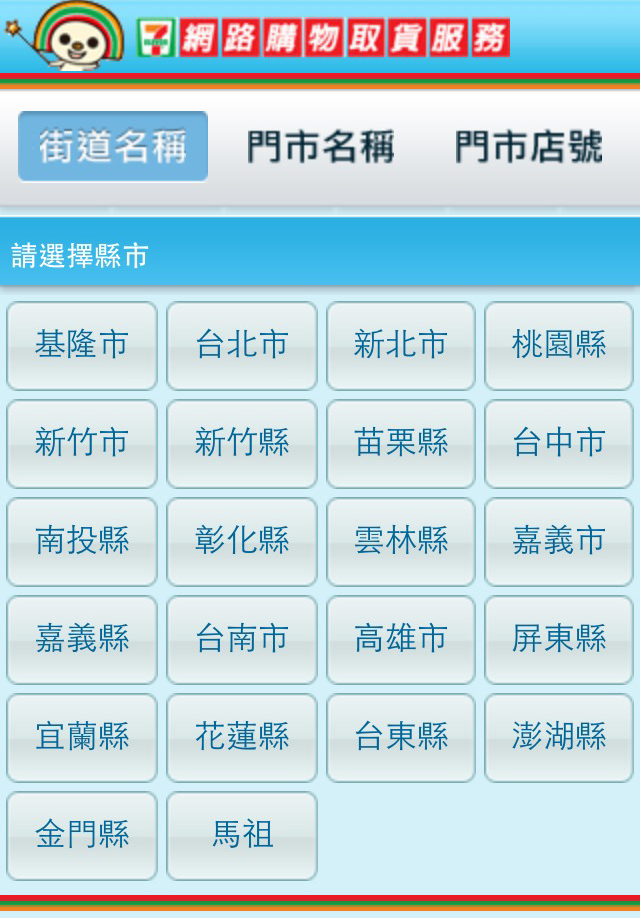 7-ELEVEN 網路購物取貨服務
街道名稱 門市名稱 門市店號
請選擇縣市
基隆市 台北市 新北市 桃園縣
新竹市 新竹縣 苗栗縣 台中市
南投縣 彰化縣 雲林縣 嘉義市
嘉義縣 台南市 高雄市 屏東縣
宜蘭縣 花蓮縣 台東縣 澎湖縣
金門縣 馬祖